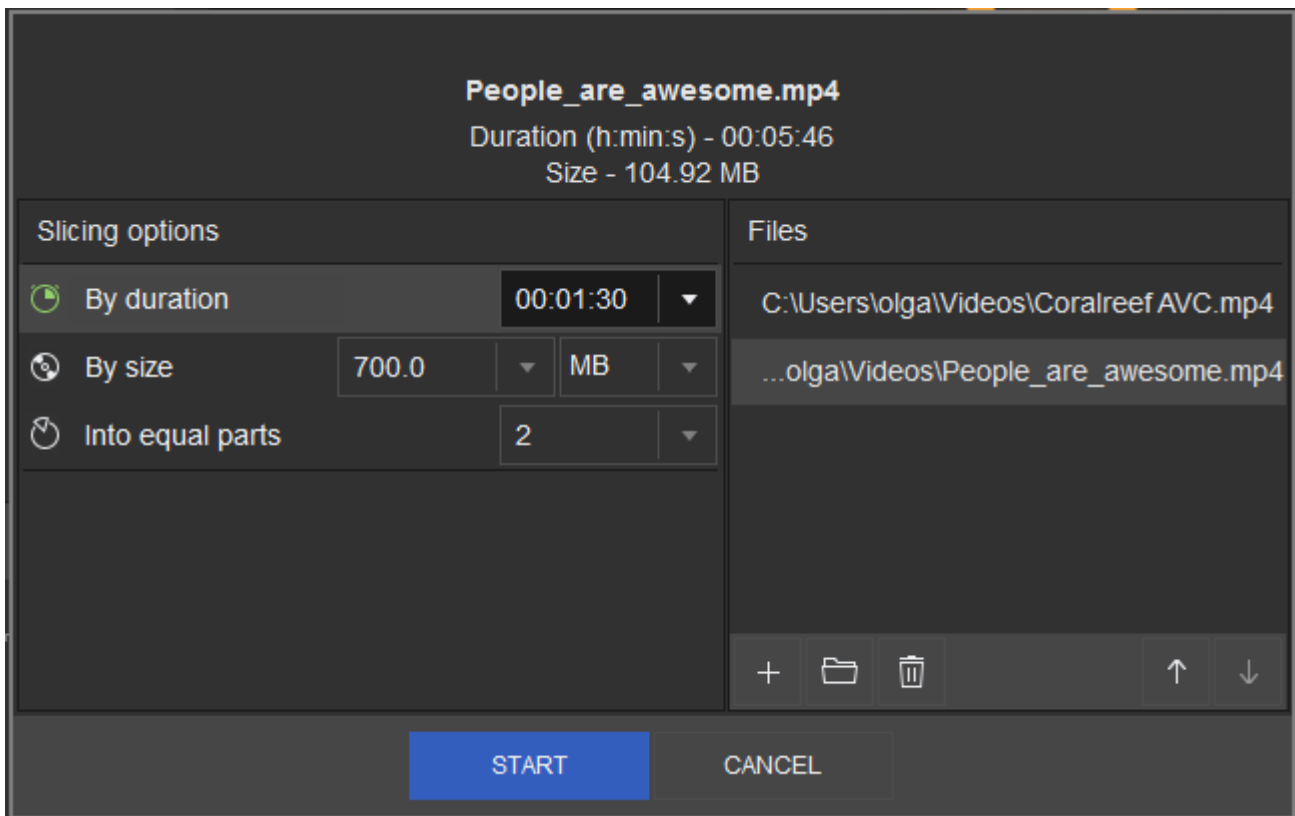 People_are_awesome.mp4
Duration (h:min:s) - 00:05:46
Size - 104.92 MB
Slicing options
By duration 00:01:30
By size 700.0 MB
Into equal parts 2
Files
C:\Users\olga\Videos\Coralreef AVC.mp4
...olga\Videos\People_are_awesome.mp4
START CANCEL